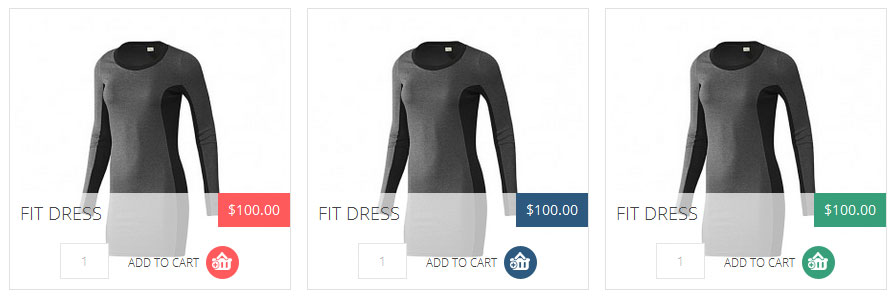 FIT DRESS
$100.00
1
ADD TO CART
FIT DRESS
$100.00
1
ADD TO CART
FIT DRESS
$100.00
1
ADD TO CART